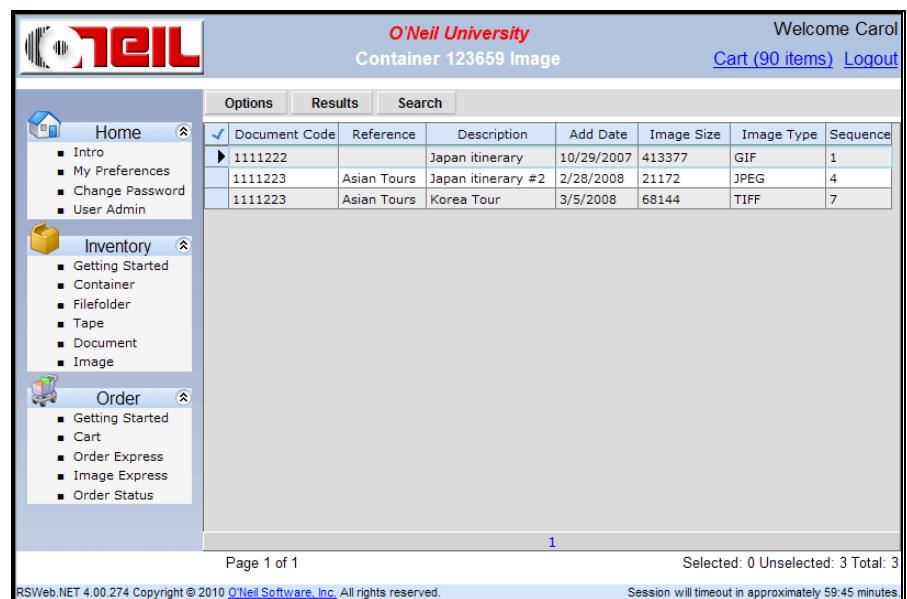 O'Neil University
Welcome Carol
oneil
Container 123659 Image
Cart (90 items) Logout
Options Results Search
Home
Intro
My Preferences
Change Password
User Admin
Inventory
Getting Started
Container
Filefolder
Tape
Document
Image
Order
Getting Started
Cart
Order Express
Image Express
Order Status
Document Code Reference Description Add Date Image Size Image Type Sequence
1111222 Japan itinerary 10/29/2007 413377 GIF 1
1111223 Asian Tours Japan itinerary #2 2/28/2008 21172 JPEG 4
1111223 Asian Tours Korea Tour 3/5/2008 68144 TIFF 7
1
Page 1 of 1
Selected: 0 Unselected: 3 Total: 3
RSWeb.NET 4.00.274 Copyright © 2010 O'Neil Software, Inc. All rights reserved.
Session will timeout in approximately 59:45 minutes.